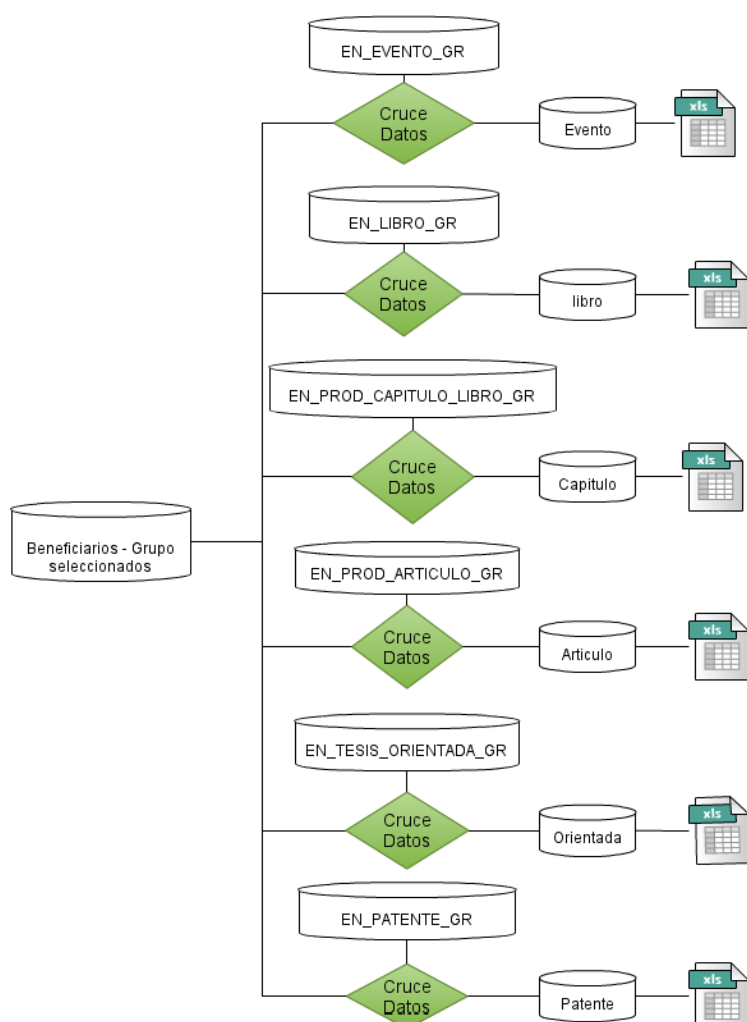 EN_EVENTO_GR
Cruce
Datos
Evento
xls
EN_LIBRO_GR
Cruce
Datos
libro
xls
EN_PROD_CAPITULO_LIBRO_GR
Cruce
Datos
Capitulo
xls
Beneficiarios - Grupo
seleccionados
EN_PROD_ARTICULO_GR
Cruce
Datos
Articulo
xls
EN_TESIS_ORIENTADA_GR
Cruce
Datos
Orientada
xls
EN_PATENTE_GR
Cruce
Datos
Patente
xls